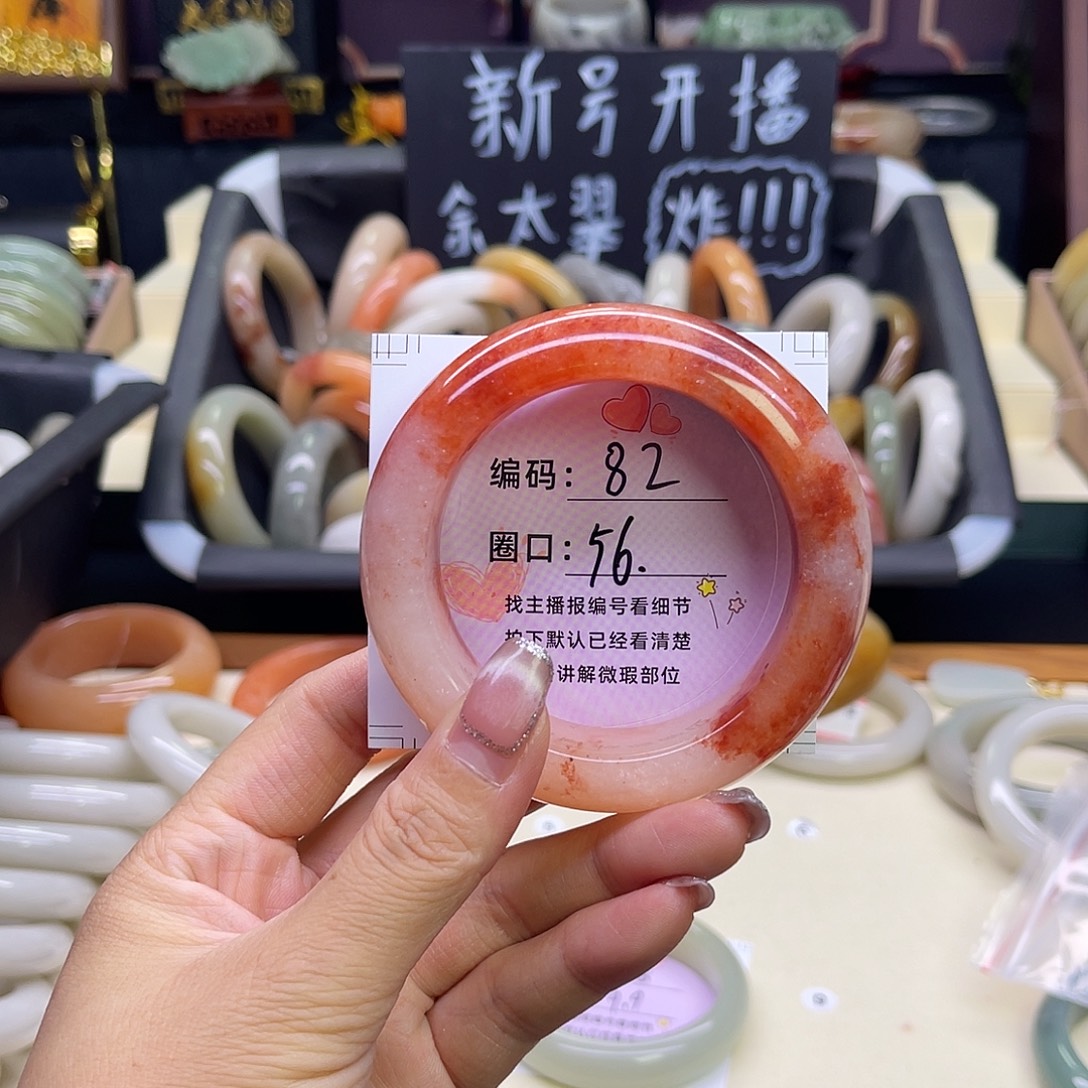 新号开播
余太翠 炸!!!
编码: 82
圈口: 56.
找主播报编号看细节
拍下默认已经看清楚
讲解微瑕部位